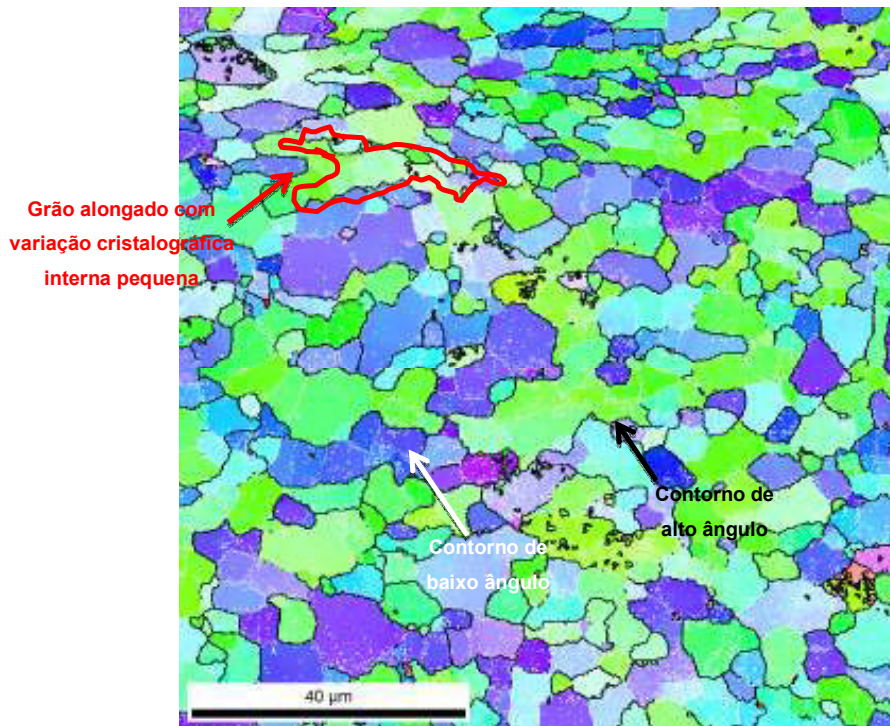 Grão alongado com
variação cristalográfica
interna pequena
Contorno de
alto ângulo
Contorno de
baixo ângulo
40 µm